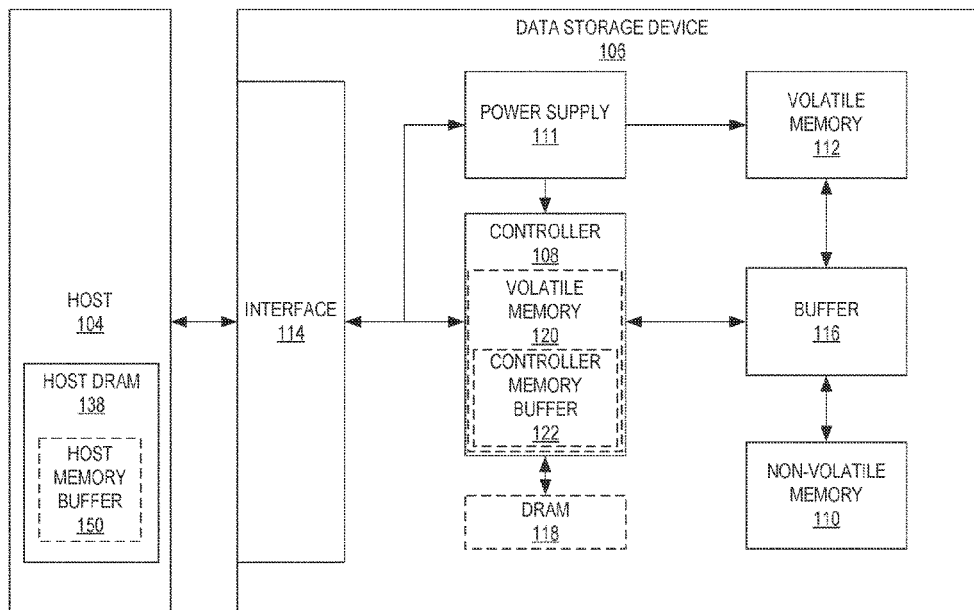 DATA STORAGE DEVICE
106
POWER SUPPLY
111
VOLATILE
MEMORY
112
CONTROLLER
108
VOLATILE
MEMORY
120
CONTROLLER
MEMORY
BUFFER
122
HOST
104
INTERFACE
114
BUFFER
116
HOST DRAM
138
HOST
MEMORY
BUFFER
150
DRAM
118
NON-VOLATILE
MEMORY
110